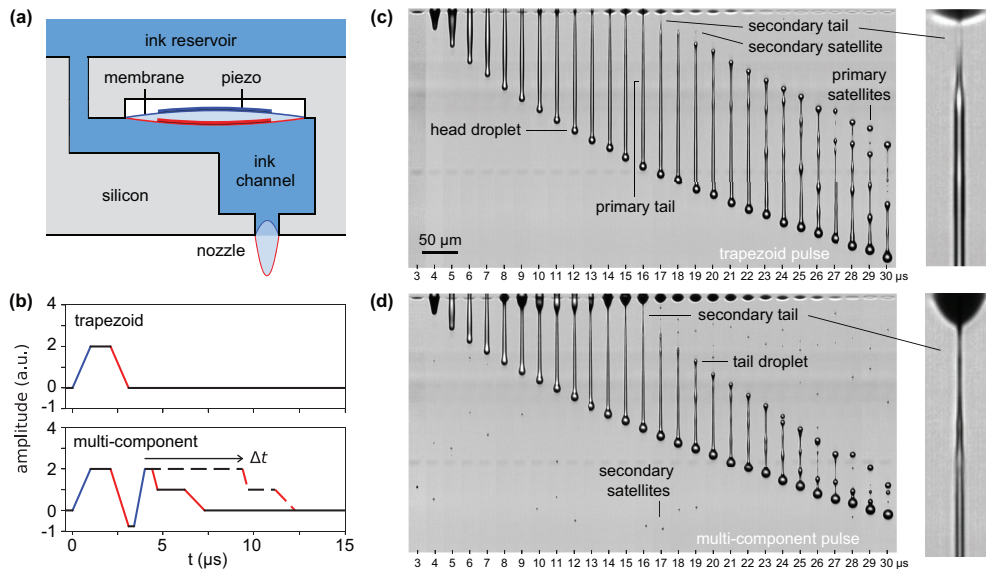 (a)
ink reservoir
membrane
piezo
ink
channel
silicon
nozzle
(b)
amplitude (a.u.)
4
2
0
-1
trapezoid
4
2
0
-1
multi-component
Δt
0 5 10 15
t (µs)
(c)
secondary tail
secondary satellite
primary
satellites
head droplet
primary tail
50 µm
trapezoid pulse
3 4 5 6 7 8 9 10 11 12 13 14 15 16 17 18 19 20 21 22 23 24 25 26 27 28 29 30 µs
(d)
secondary tail
tail droplet
secondary
satellites
multi-component pulse
3 4 5 6 7 8 9 10 11 12 13 14 15 16 17 18 19 20 21 22 23 24 25 26 27 28 29 30 µs